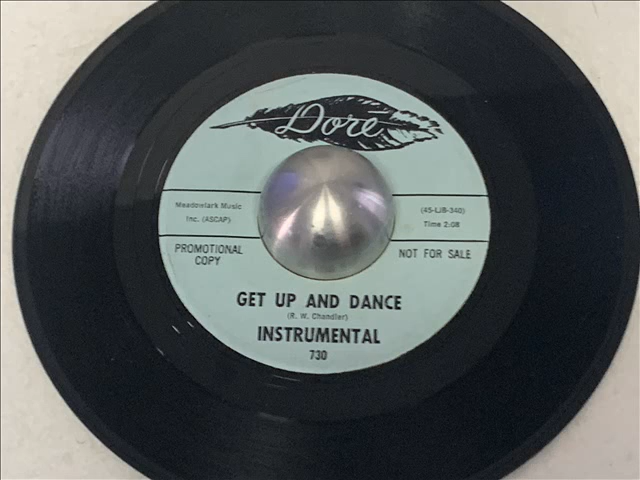 Doré
Meadowlark Music
Inc. (ASCAP)
(45-LJB-340)
Time 2:08
PROMOTIONAL
COPY
NOT FOR SALE
GET UP AND DANCE
(R. W. Chandler)
INSTRUMENTAL
730